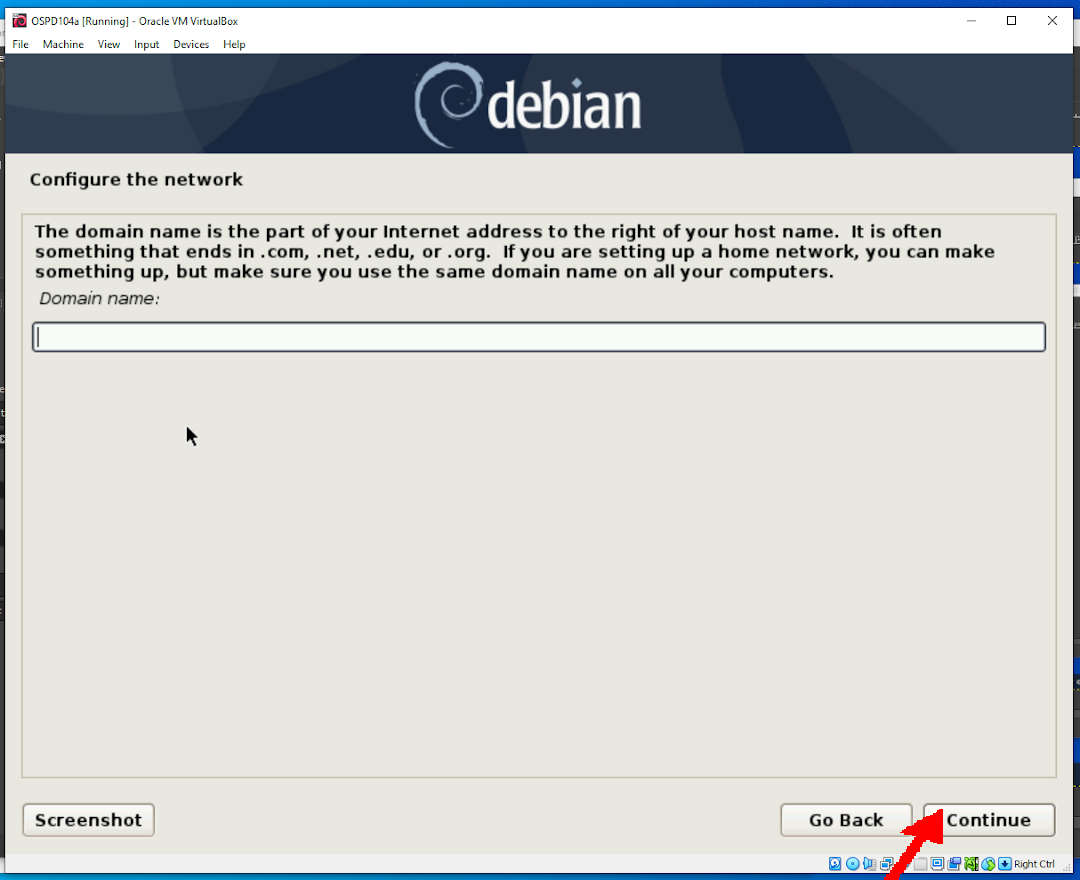 OSPD104a [Running] - Oracle VM VirtualBox
File Machine View Input Devices Help
debian
Configure the network
The domain name is the part of your Internet address to the right of your host name.  It is often
something that ends in .com, .net, .edu, or .org.  If you are setting up a home network, you can make
something up, but make sure you use the same domain name on all your computers.
Domain name:
Screenshot
Go Back
Continue
Right Ctrl